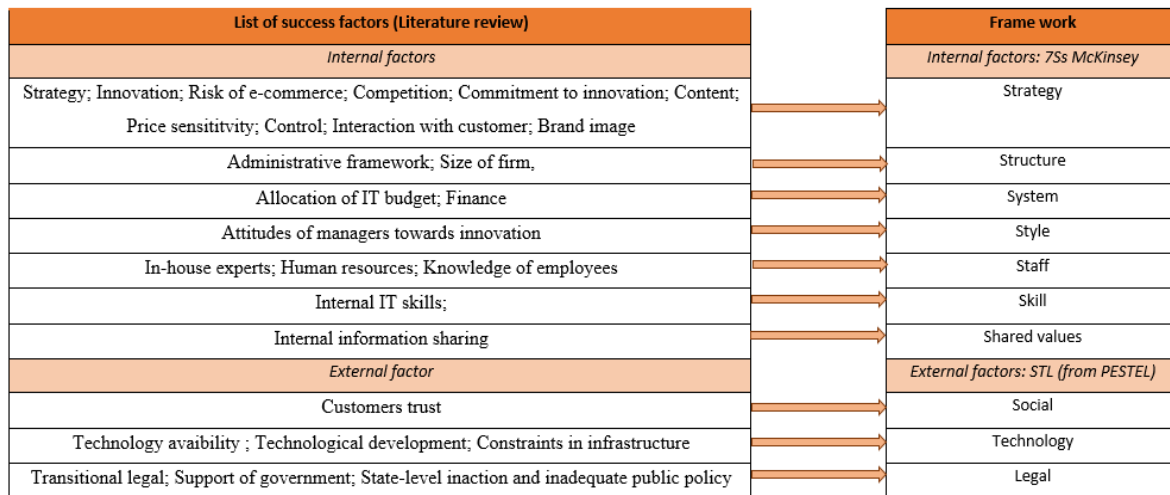 List of success factors (Literature review)
Frame work
Internal factors
Internal factors: 7Ss McKinsey
Strategy; Innovation; Risk of e-commerce; Competition; Commitment to innovation; Content;
Price sensititvity; Control; Interaction with customer; Brand image
Strategy
Administrative framework; Size of firm,
Structure
Allocation of IT budget; Finance
System
Attitudes of managers towards innovation
Style
In-house experts; Human resources; Knowledge of employees
Staff
Internal IT skills;
Skill
Internal information sharing
Shared values
External factor
External factors: STL (from PESTEL)
Customers trust
Social
Technology avaibility ; Technological development; Constraints in infrastructure
Technology
Transitional legal; Support of government; State-level inaction and inadequate public policy
Legal